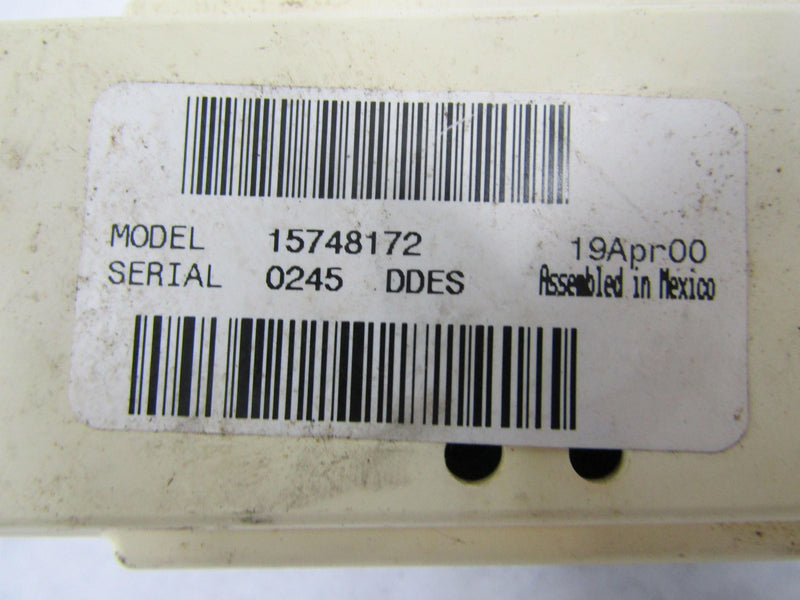 MODEL 15748172 19Apr00
SERIAL 0245 DDES Assembled in Mexico